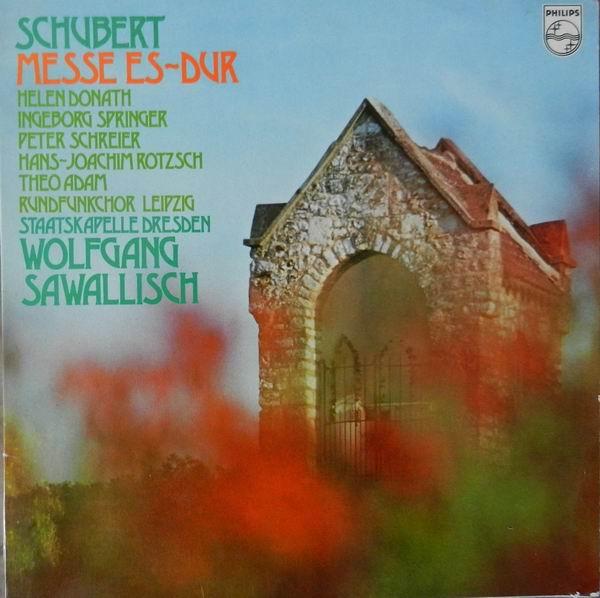 SCHUBERT
MESSE ES~DUR
HELEN DONATH
INGEBORG SPRINGER
PETER SCHREIER
HANS~JOACHIM ROTZSCH
THEO ADAM
RUNDFUNKCHOR LEIPZIG
STAATSKAPELLE DRESDEN
WOLFGANG
SAWALLISCH
PHILIPS